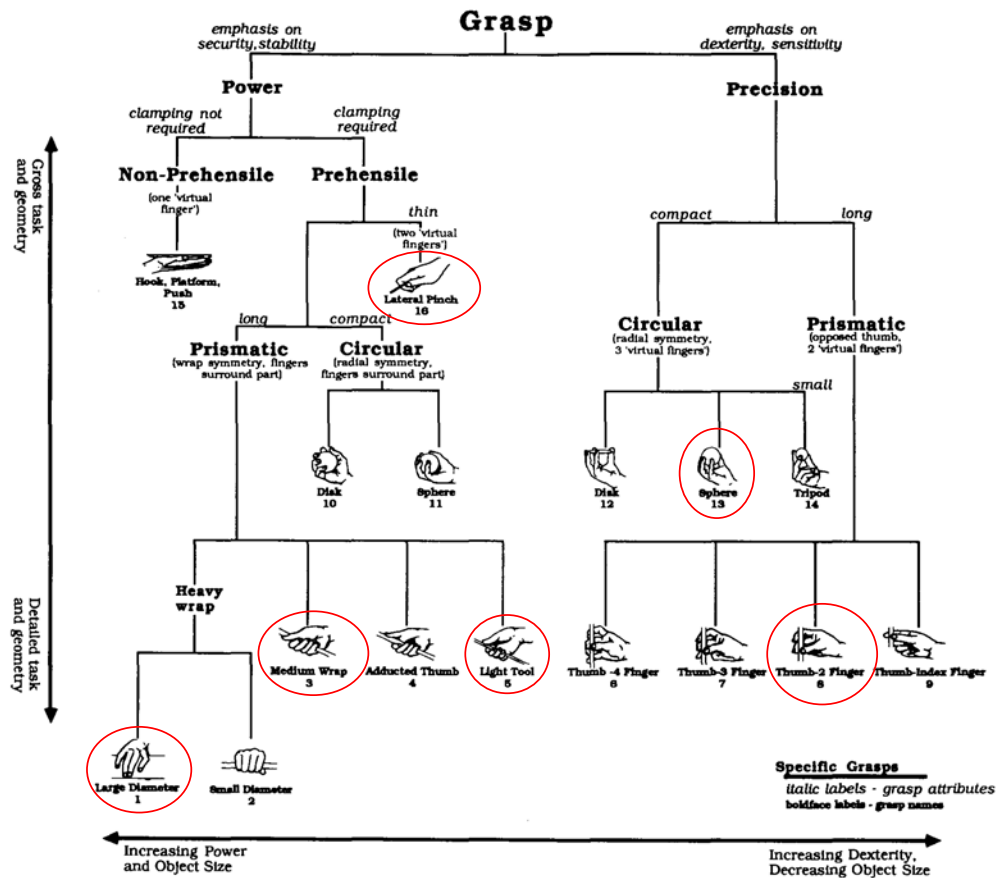 Grasp
emphasis on
security,stability
emphasis on
dexterity, sensitivity
Power
Precision
clamping not
required
clamping
required
Non-Prehensile
(one 'virtual
finger')
Prehensile
Hook, Platform,
Push
15
thin
(two 'virtual
fingers')
Lateral Pinch
16
compact
long
long
compact
Prismatic
(wrap symmetry, fingers
surround part)
Circular
(radial symmetry,
fingers surround part)
Circular
(radial symmetry,
3 'virtual fingers')
Prismatic
(opposed thumb,
2 'virtual fingers')
small
Disk
10
Sphere
11
Disk
12
Sphere
13
Tripod
14
Heavy
wrap
Medium Wrap
3
Adducted Thumb
4
Light Tool
5
Thumb -4 Finger
6
Thumb-3 Finger
7
Thumb-2 Finger
8
Thumb-Index Finger
9
Large Diameter
1
Small Diameter
2
Gross task
and geometry
Detailed task
and geometry
Specific Grasps
italic labels - grasp attributes
boldface labels - grasp names
Increasing Power
and Object Size
Increasing Dexterity,
Decreasing Object Size